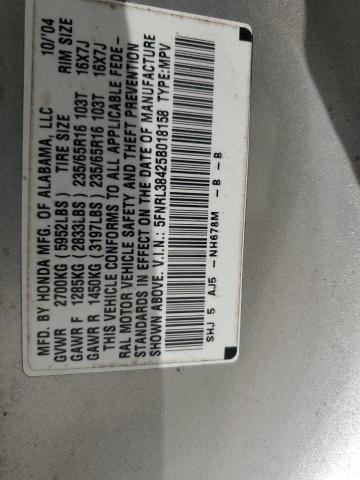 MFD. BY HONDA MFG. OF ALABAMA, LLC 10/'04
GVWR 2700KG (5952LBS) TIRE SIZE RIM SIZE
GAWR F 1285KG (2833LBS) 235/65R16 103T 16X7J
GAWR R 1450KG (3197LBS) 235/65R16 103T 16X7J
THIS VEHICLE CONFORMS TO ALL APPLICABLE FEDE-
RAL MOTOR VEHICLE SAFETY AND THEFT PREVENTION
STANDARDS IN EFFECT ON THE DATE OF MANUFACTURE
SHOWN ABOVE. V.I.N.: 5FNRL38425B018158 TYPE:MPV
SHJ 5 AJ5 -NH678M - B - B